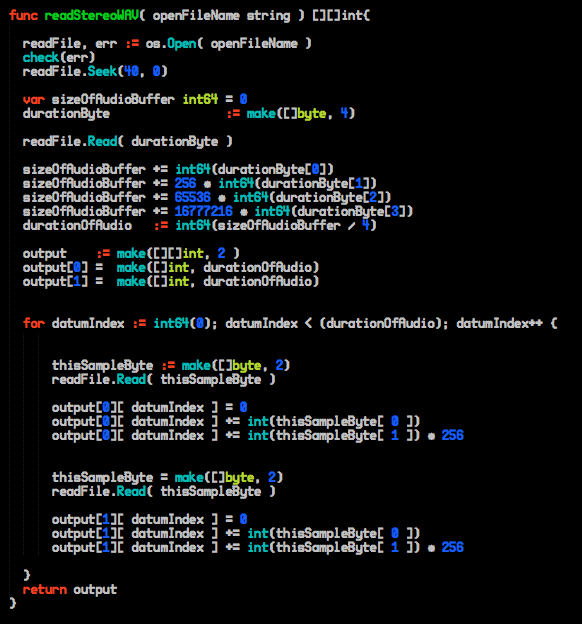 func readStereoWAV( openFileName string ) [][]int{
readFile, err := os.Open( openFileName )
check(err)
readFile.Seek(40, 0)
var sizeOfAudioBuffer int64 = 0
durationByte := make([]byte, 4)
readFile.Read( durationByte )
sizeOfAudioBuffer += int64(durationByte[0])
sizeOfAudioBuffer += 256 * int64(durationByte[1])
sizeOfAudioBuffer += 65536 * int64(durationByte[2])
sizeOfAudioBuffer += 16777216 * int64(durationByte[3])
durationOfAudio := int64(sizeOfAudioBuffer / 4)
output := make([][]int, 2 )
output[0] = make([]int, durationOfAudio)
output[1] = make([]int, durationOfAudio)
for datumIndex := int64(0); datumIndex < (durationOfAudio); datumIndex++ {
thisSampleByte := make([]byte, 2)
readFile.Read( thisSampleByte )
output[0][ datumIndex ] = 0
output[0][ datumIndex ] += int(thisSampleByte[ 0 ])
output[0][ datumIndex ] += int(thisSampleByte[ 1 ]) * 256
thisSampleByte = make([]byte, 2)
readFile.Read( thisSampleByte )
output[1][ datumIndex ] = 0
output[1][ datumIndex ] += int(thisSampleByte[ 0 ])
output[1][ datumIndex ] += int(thisSampleByte[ 1 ]) * 256
}
return output
}